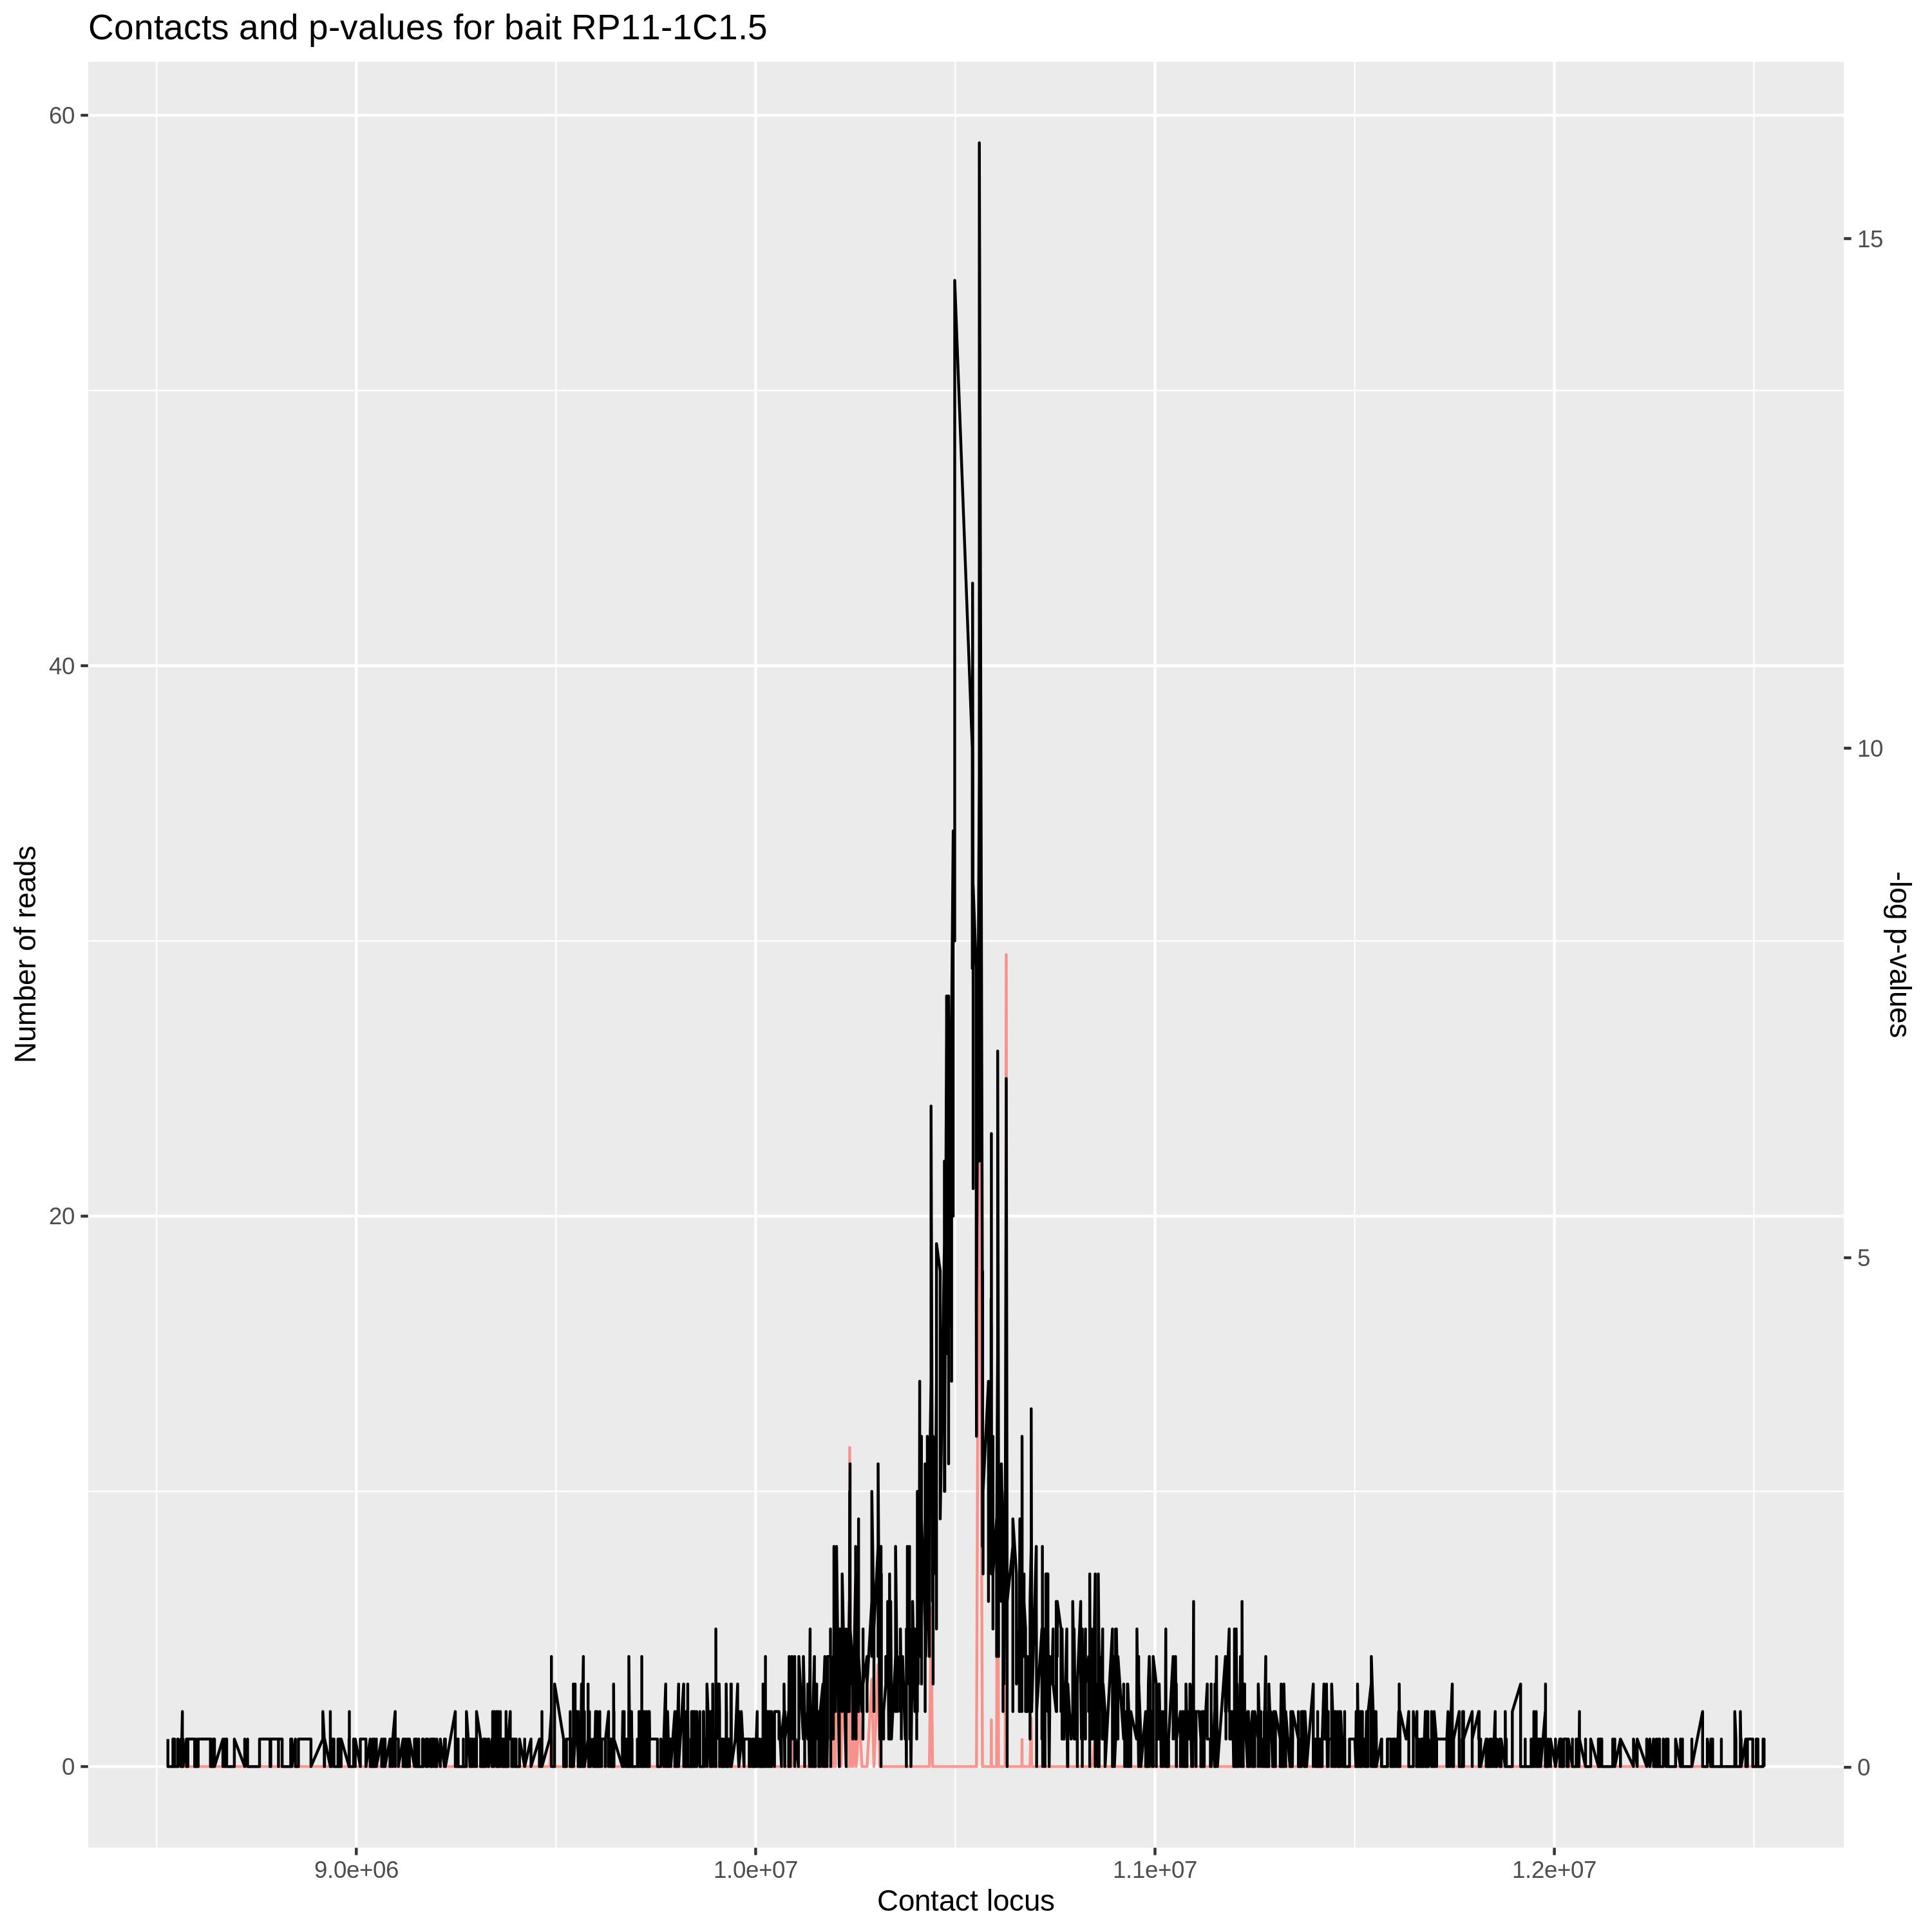 Contacts and p-values for bait RP11-1C1.5
60
40
20
0
Number of reads
15
10
5
0
-log p-values
9.0e+06
1.0e+07
1.1e+07
1.2e+07
Contact locus